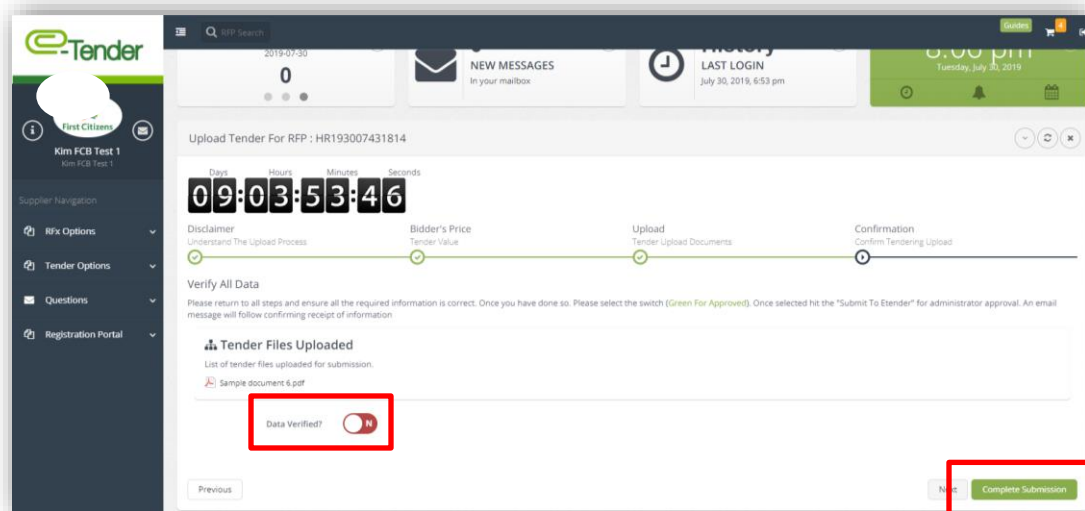 e-Tender
RFP Search
Guides
4
2019-07-30
0
NEW MESSAGES
In your mailbox
History
LAST LOGIN
July 30, 2019, 6:53 pm
8:00 pm
Tuesday, July 30, 2019
First Citizens
Kim FCB Test 1
Kim FCB Test 1
Supplier Navigation
RFx Options
Tender Options
Questions
Registration Portal
Upload Tender For RFP : HR193007431814
Days Hours Minutes Seconds
09:03:53:46
Disclaimer
Understand The Upload Process
Bidder's Price
Tender Value
Upload
Tender Upload Documents
Confirmation
Confirm Tendering Upload
Verify All Data
Please return to all steps and ensure all the required information is correct. Once you have done so. Please select the switch (Green For Approved). Once selected hit the "Submit To Etender" for administrator approval. An email
message will follow confirming receipt of information
Tender Files Uploaded
List of tender files uploaded for submission.
Sample document 6.pdf
Data Verified? N
Previous
Next
Complete Submission